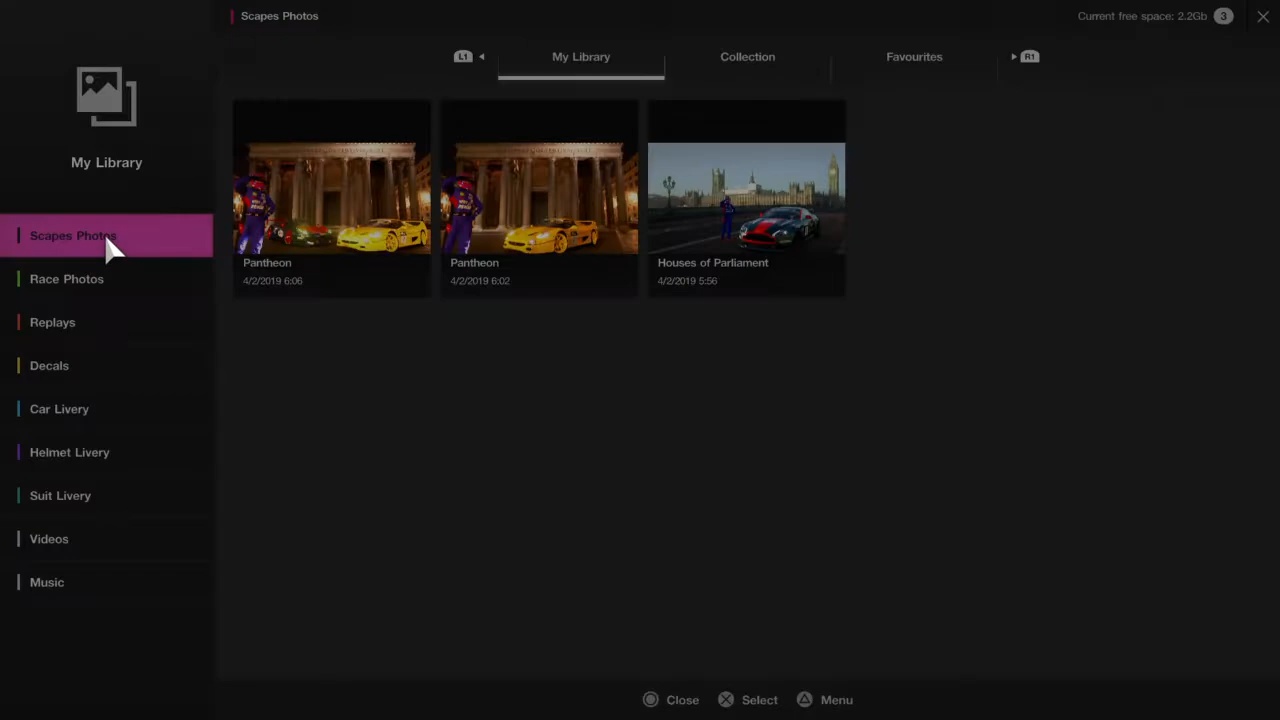 Scapes Photos
Current free space: 2.2Gb 3
L1 My Library Collection Favourites R1
My Library
Scapes Photos
Race Photos
Replays
Decals
Car Livery
Helmet Livery
Suit Livery
Videos
Music
Pantheon
4/2/2019 6:06
Pantheon
4/2/2019 6:02
Houses of Parliament
4/2/2019 5:56
Close Select Menu